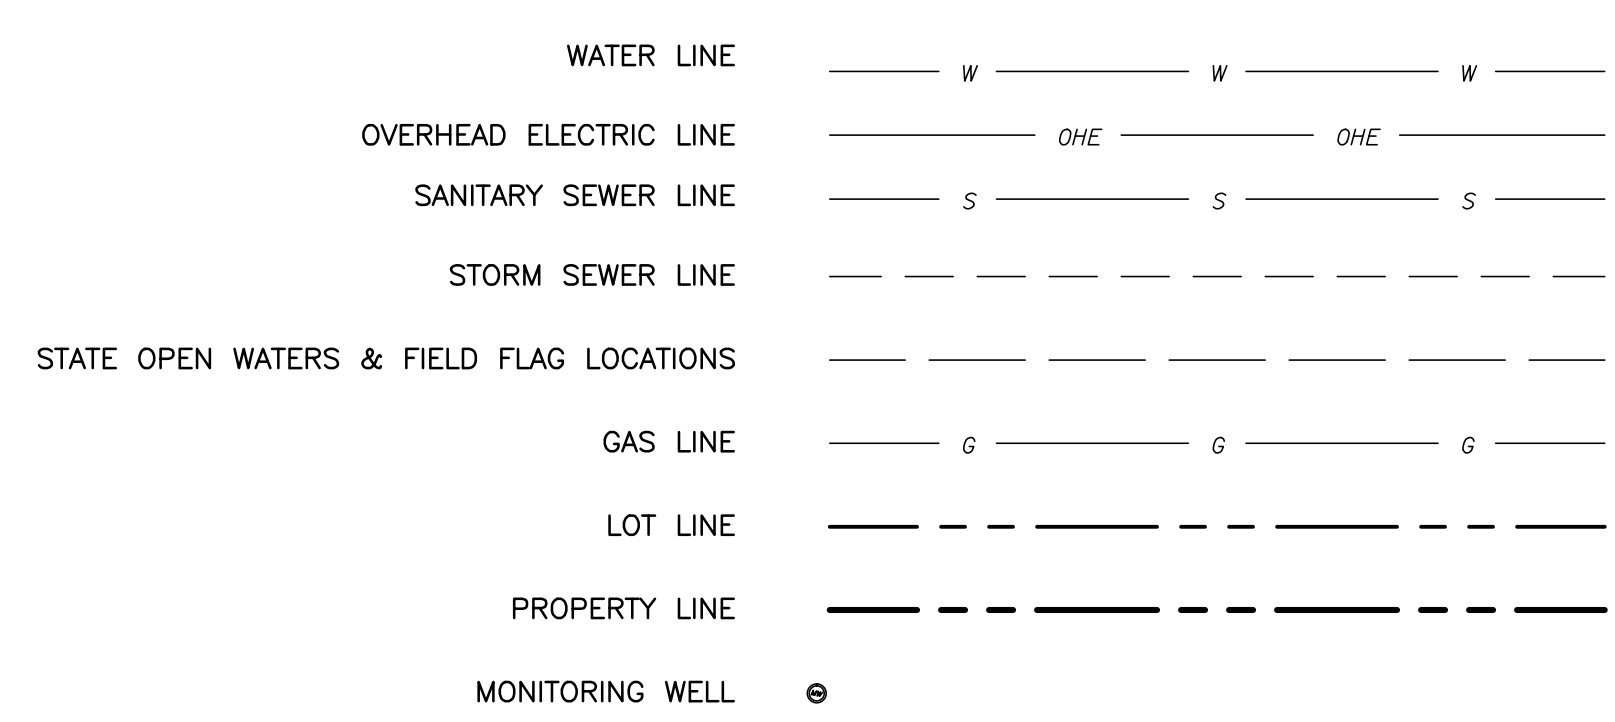 WATER LINE
W W W
OVERHEAD ELECTRIC LINE
OHE OHE
SANITARY SEWER LINE
S S S
STORM SEWER LINE
STATE OPEN WATERS & FIELD FLAG LOCATIONS
GAS LINE
G G G
LOT LINE
PROPERTY LINE
MONITORING WELL
MW